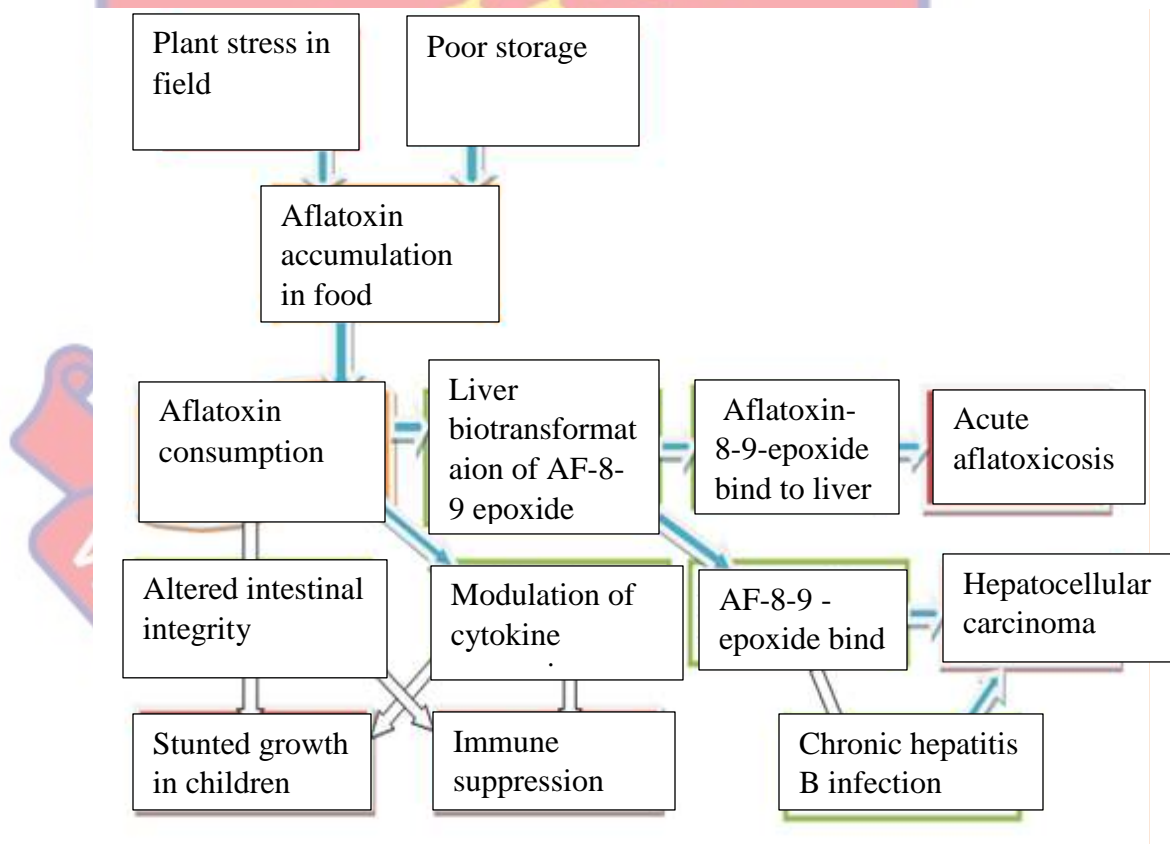 Plant stress in
field
Poor storage
Aflatoxin
accumulation
in food
Aflatoxin
consumption
Liver
biotransformat
aion of AF-8-
9 epoxide
Aflatoxin-
8-9-epoxide
bind to liver
Acute
aflatoxicosis
Altered intestinal
integrity
Modulation of
cytokine
AF-8-9 -
epoxide bind
Hepatocellular
carcinoma
Stunted growth
in children
Immune
suppression
Chronic hepatitis
B infection